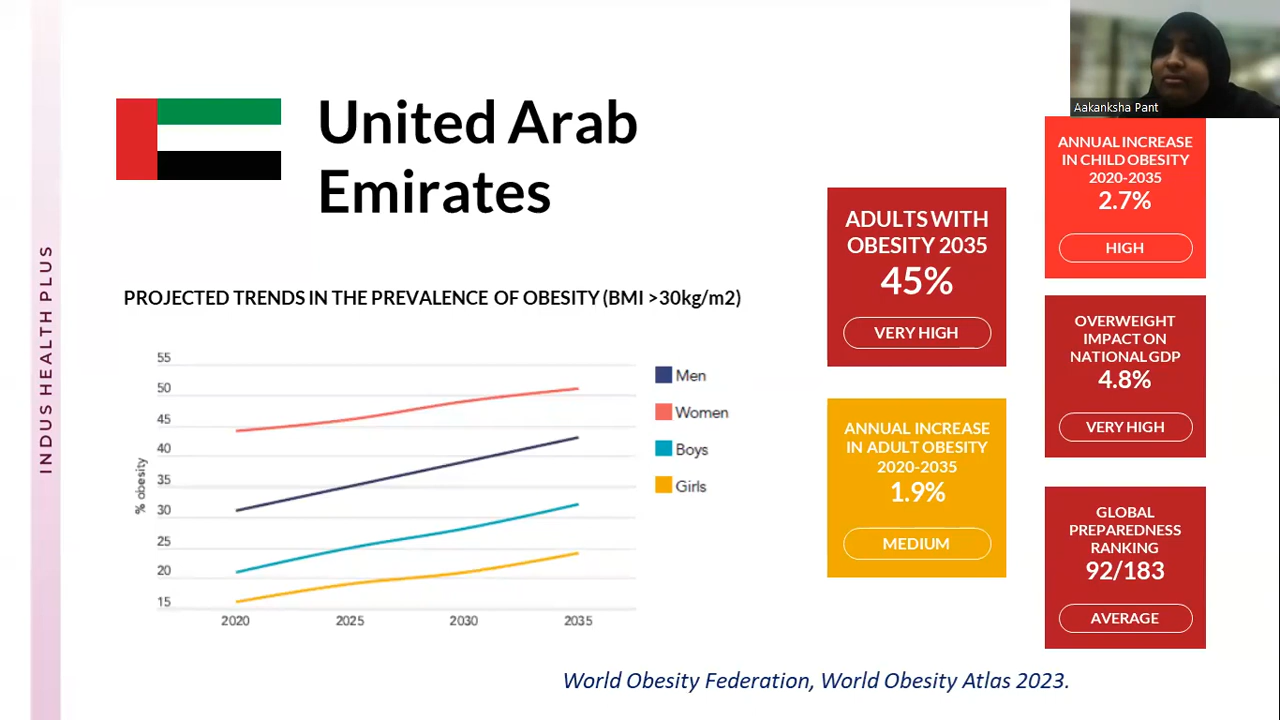 INDUS HEALTH PLUS
United Arab
Emirates
PROJECTED TRENDS IN THE PREVALENCE OF OBESITY (BMI >30kg/m2)
% obesity
55
50
45
40
35
30
25
20
15
2020 2025 2030 2035
Men
Women
Boys
Girls
ADULTS WITH
OBESITY 2035
45%
VERY HIGH
ANNUAL INCREASE
IN ADULT OBESITY
2020-2035
1.9%
MEDIUM
Aakanksha Pant
ANNUAL INCREASE
IN CHILD OBESITY
2020-2035
2.7%
HIGH
OVERWEIGHT
IMPACT ON
NATIONAL GDP
4.8%
VERY HIGH
GLOBAL
PREPAREDNESS
RANKING
92/183
AVERAGE
World Obesity Federation, World Obesity Atlas 2023.